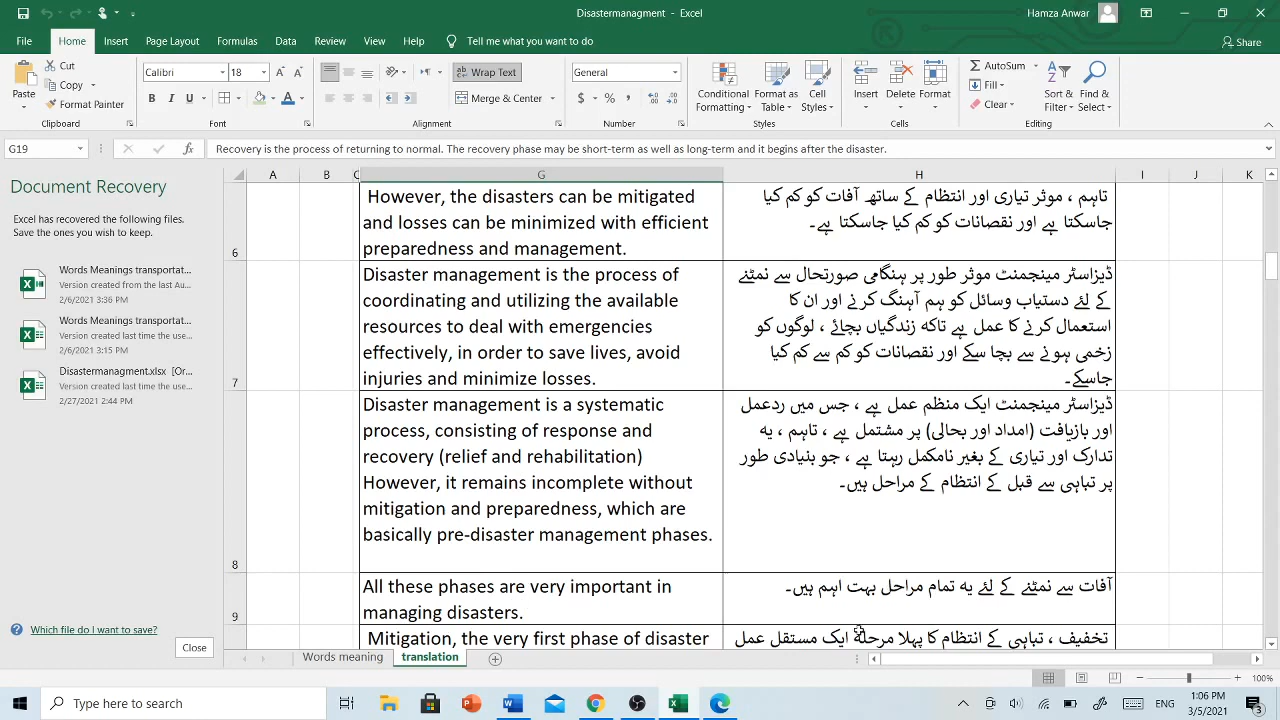 Disastermanagment - Excel
Hamza Anwar
File Home Insert Page Layout Formulas Data Review View Help Tell me what you want to do
Share
Cut
Copy
Format Painter
Paste
Clipboard
Calibri 18
B I U
Font
Wrap Text
Merge & Center
Alignment
General
$ % ,
Number
Conditional Formatting
Format as Table
Cell Styles
Styles
Insert Delete Format
Cells
AutoSum
Fill
Clear
Sort & Filter
Find & Select
Editing
G19
fx
Recovery is the process of returning to normal. The recovery phase may be short-term as well as long-term and it begins after the disaster.
Document Recovery
Excel has recovered the following files.
Save the ones you wish to keep.
Words Meanings transportat...
Version created from the last Au...
2/6/2021 3:36 PM
Words Meanings transportat...
Version created last time the use...
2/6/2021 3:15 PM
Disastermanagment.xlsx [Or...
Version created last time the use...
2/27/2021 2:44 PM
Which file do I want to save?
Close
A B G H I J K
However, the disasters can be mitigated
and losses can be minimized with efficient
preparedness and management.
تاہم ، موثر تیاری اور انتظام کے ساتھ آفات کو کم کیا
جاسکتا ہے اور نقصانات کو کم کیا جاسکتا ہے۔
6
Disaster management is the process of
coordinating and utilizing the available
resources to deal with emergencies
effectively, in order to save lives, avoid
injuries and minimize losses.
ڈیزاسٹر مینجمنٹ موثر طور پر ہنگامی صورتحال سے نمٹنے
کے لئے دستیاب وسائل کو ہم آہنگ کرنے اور ان کا
استعمال کرنے کا عمل ہے تاکہ زندگیاں بچائے ، لوگوں کو
زخمی ہونے سے بچا سکے اور نقصانات کو کم سے کم کیا
جاسکے۔
7
Disaster management is a systematic
process, consisting of response and
recovery (relief and rehabilitation)
However, it remains incomplete without
mitigation and preparedness, which are
basically pre-disaster management phases.
ڈیزاسٹر مینجمنٹ ایک منظم عمل ہے ، جس میں ردعمل
اور بازیافت (امداد اور بحالی) پر مشتمل ہے ، تاہم ، یہ
تدارک اور تیاری کے بغیر نامکمل رہتا ہے ، جو بنیادی طور
پر تباہی سے قبل کے انتظام کے مراحل ہیں۔
8
All these phases are very important in
managing disasters.
آفات سے نمٹنے کے لئے یہ تمام مراحل بہت اہم ہیں۔
9
Mitigation, the very first phase of disaster
تخفیف ، تباہی کے انتظام کا پہلا مرحلہ ایک مستقل عمل
Words meaning translation
100%
Type here to search
ENG
1:06 PM
3/5/2021
3